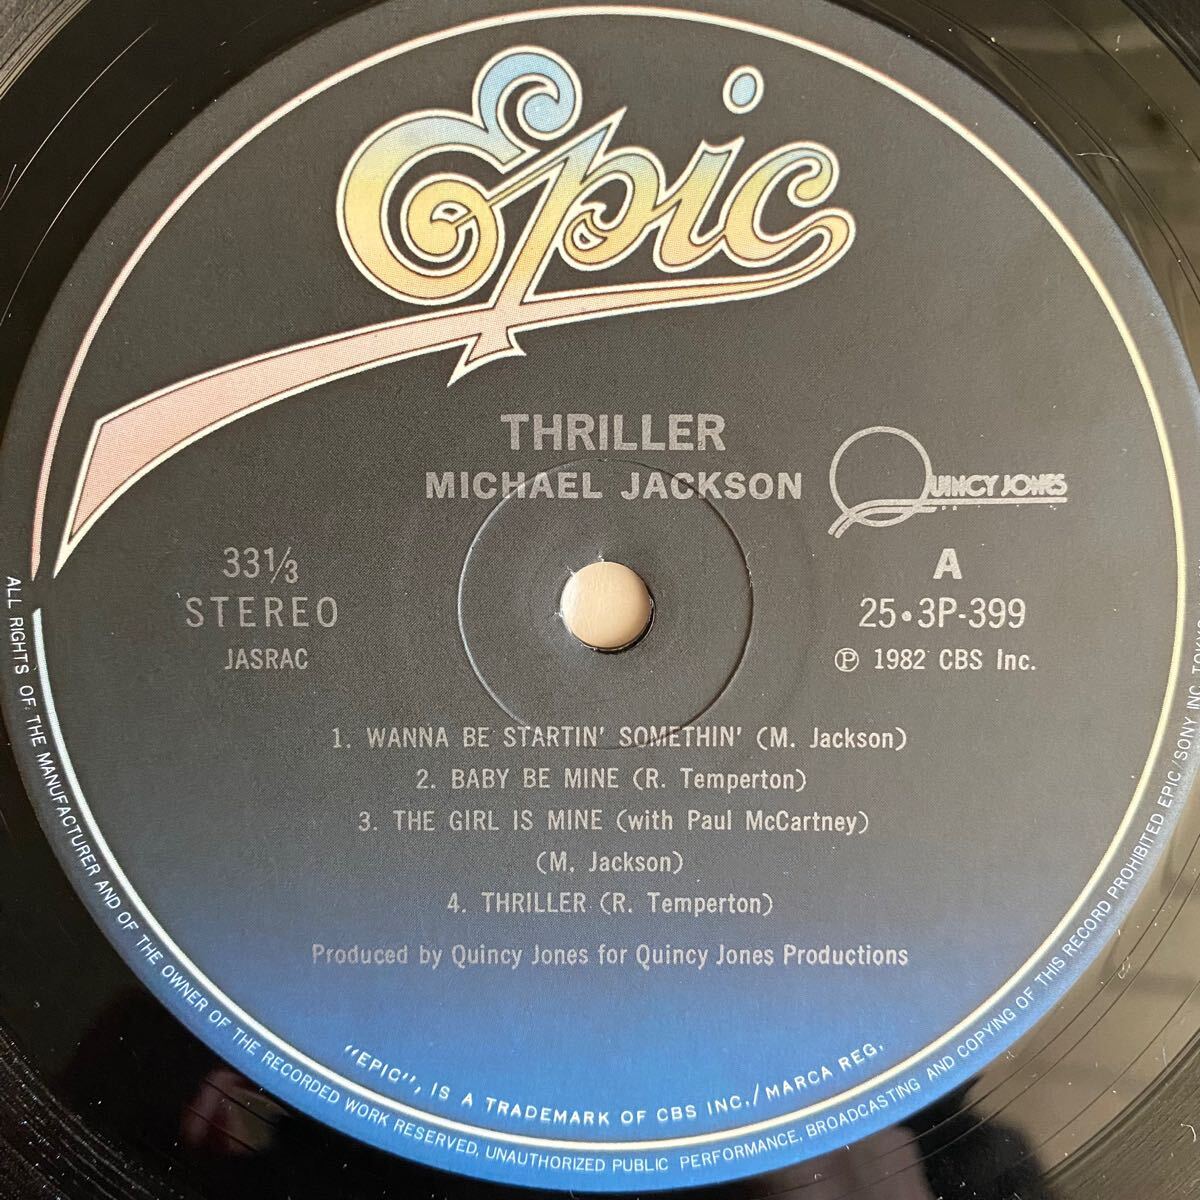 Epic
THRILLER
MICHAEL JACKSON
QUINCY JONES
33⅓
STEREO
JASRAC
A
25・3P-399
Ⓟ 1982 CBS Inc.
1. WANNA BE STARTIN' SOMETHIN' (M. Jackson)
2. BABY BE MINE (R. Temperton)
3. THE GIRL IS MINE (with Paul McCartney)
(M. Jackson)
4. THRILLER (R. Temperton)
Produced by Quincy Jones for Quincy Jones Productions
"EPIC", IS A TRADEMARK OF CBS INC./MARCA REG.
ALL RIGHTS OF THE MANUFACTURER AND OF THE OWNER OF THE RECORDED WORK RESERVED, UNAUTHORIZED PUBLIC PERFORMANCE, BROADCASTING AND COPYING OF THIS RECORD PROHIBITED EPIC/SONY INC.